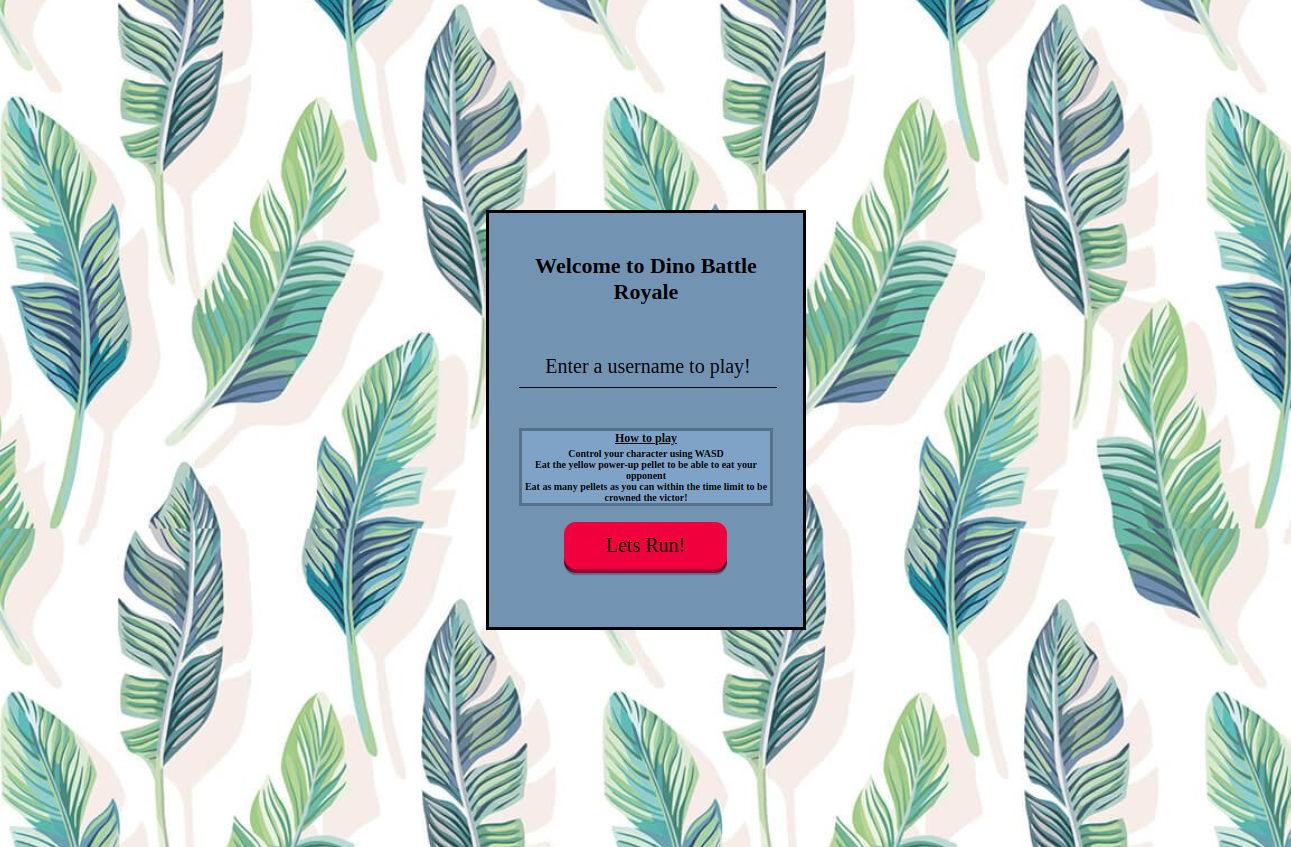 Welcome to Dino Battle
Royale
Enter a username to play!
How to play
Control your character using WASD
Eat the yellow power-up pellet to be able to eat your
opponent
Eat as many pellets as you can within the time limit to be
crowned the victor!
Lets Run!